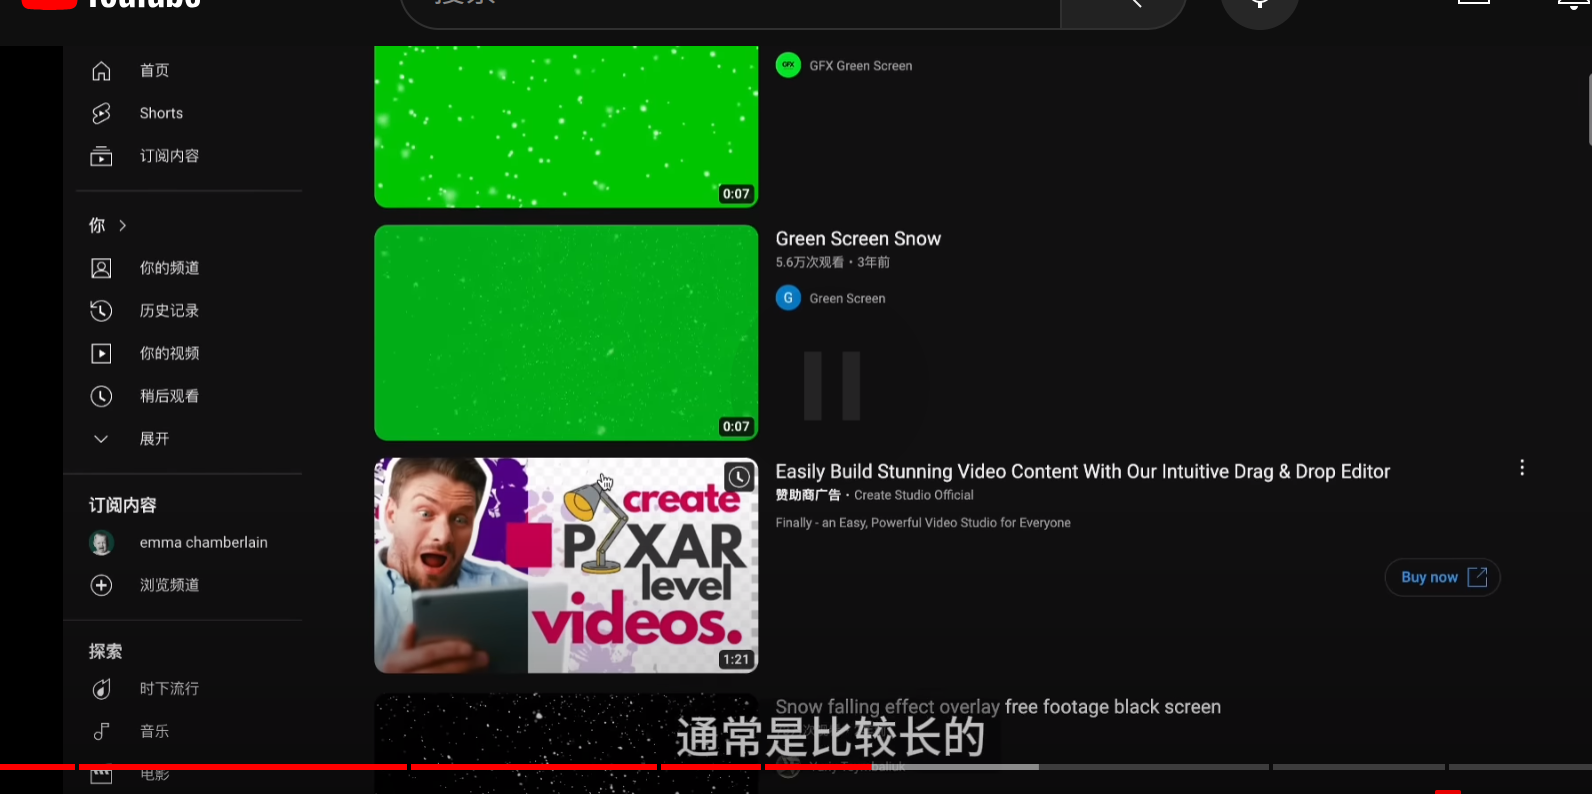 YouTube
搜索
首页
GFX
GFX Green Screen
Shorts
订阅内容
0:07
你
Green Screen Snow
5.6万次观看・3年前
你的频道
G Green Screen
历史记录
你的视频
稍后观看
0:07
展开
Easily Build Stunning Video Content With Our Intuitive Drag & Drop Editor
赞助商广告・Create Studio Official
Finally - an Easy, Powerful Video Studio for Everyone
create
PIXAR
level
videos.
1:21
Buy now
订阅内容
emma chamberlain
浏览频道
探索
时下流行
Snow falling effect overlay free footage black screen
音乐
通常是比较长的
电影